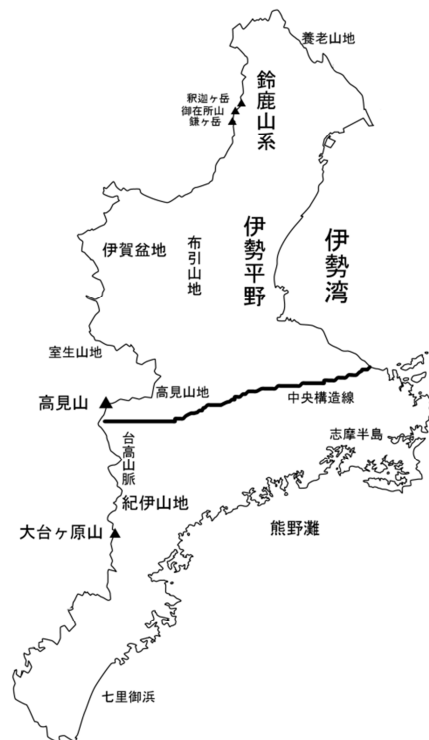 養老山地
鈴鹿山系
釈迦ヶ岳
御在所山
鎌ヶ岳
伊賀盆地
布引山地
伊勢平野
伊勢湾
室生山地
高見山地
高見山
中央構造線
台高山脈
志摩半島
紀伊山地
大台ヶ原山
熊野灘
七里御浜